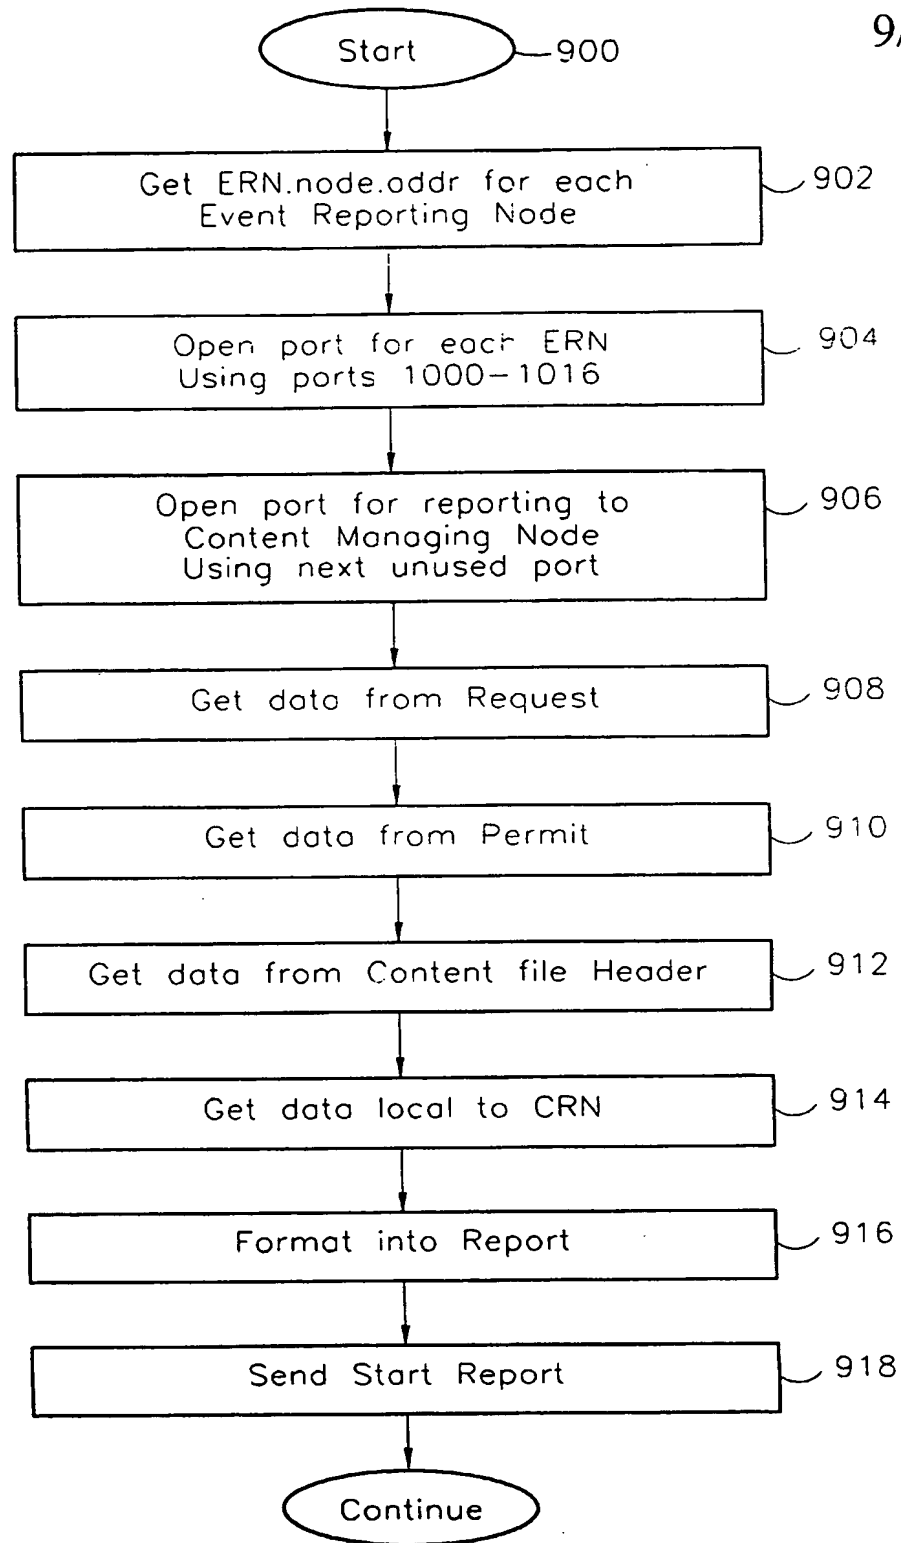 9/
Start
900
Get ERN.node.addr for each
Event Reporting Node
902
Open port for each ERN
Using ports 1000-1016
904
Open port for reporting to
Content Managing Node
Using next unused port
906
Get data from Request
908
Get data from Permit
910
Get data from Content file Header
912
Get data local to CRN
914
Format into Report
916
Send Start Report
918
Continue